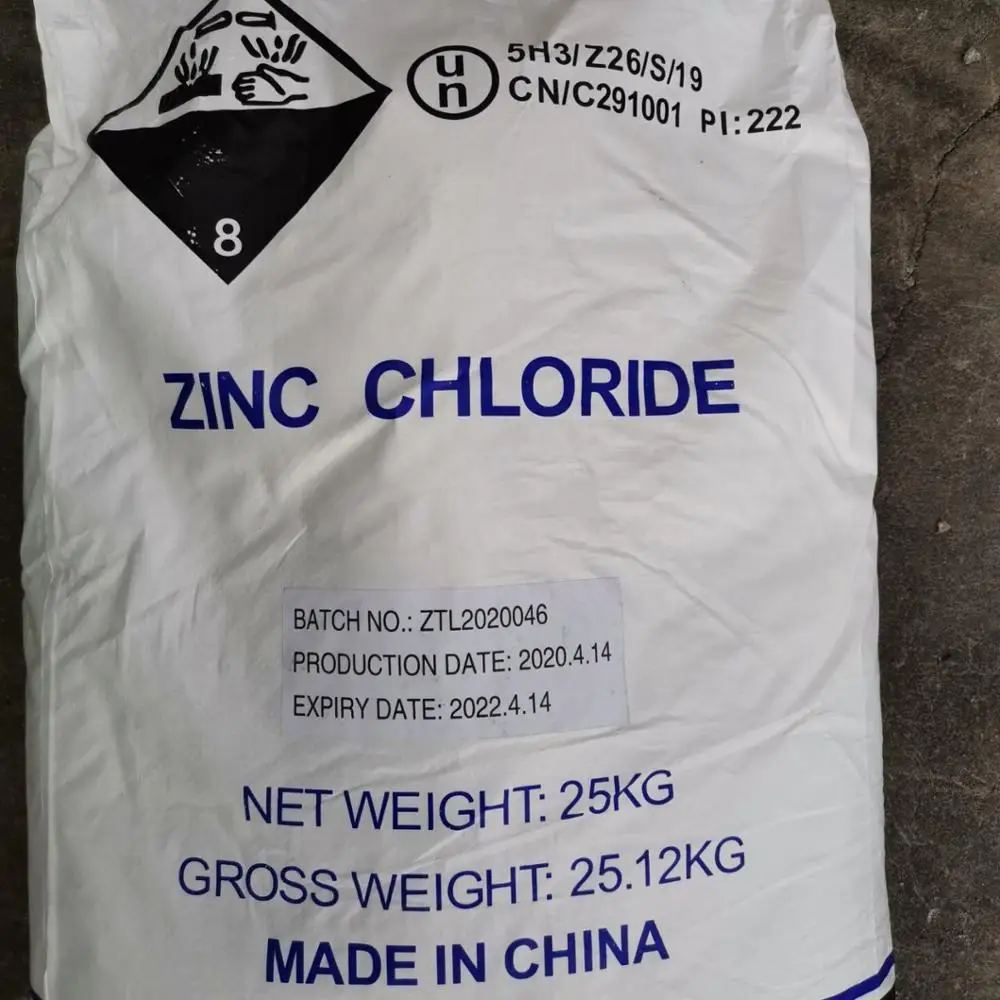 un
5H3/Z26/S/19
CN/C291001 PI:222
8
ZINC CHLORIDE
BATCH NO.: ZTL2020046
PRODUCTION DATE: 2020.4.14
EXPIRY DATE: 2022.4.14
NET WEIGHT: 25KG
GROSS WEIGHT: 25.12KG
MADE IN CHINA